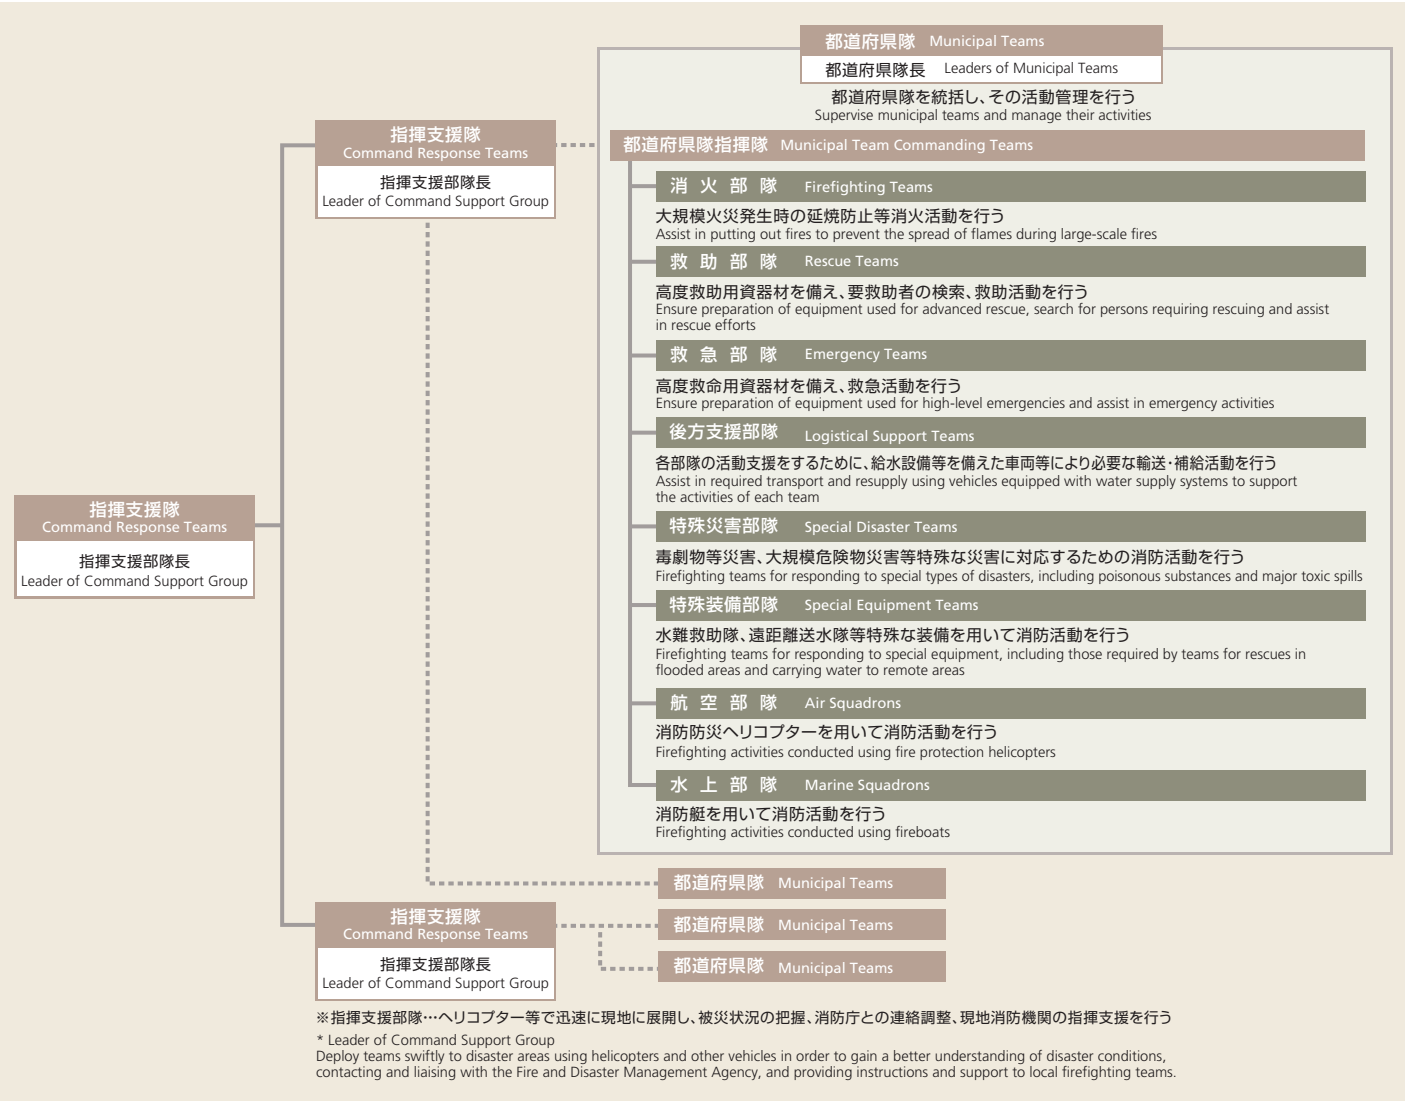 都道府県隊 Municipal Teams
都道府県隊長 Leaders of Municipal Teams
都道府県隊を統括し、その活動管理を行う
Supervise municipal teams and manage their activities
指揮支援隊
Command Response Teams
指揮支援部隊長
Leader of Command Support Group
都道府県隊指揮隊 Municipal Team Commanding Teams
消火部隊 Firefighting Teams
大規模火災発生時の延焼防止等消火活動を行う
Assist in putting out fires to prevent the spread of flames during large-scale fires
救助部隊 Rescue Teams
高度救助用資器材を備え、要救助者の検索、救助活動を行う
Ensure preparation of equipment used for advanced rescue, search for persons requiring rescuing and assist
in rescue efforts
救急部隊 Emergency Teams
高度救命用資器材を備え、救急活動を行う
Ensure preparation of equipment used for high-level emergencies and assist in emergency activities
後方支援部隊 Logistical Support Teams
各部隊の活動支援をするために、給水設備等を備えた車両等により必要な輸送・補給活動を行う
Assist in required transport and resupply using vehicles equipped with water supply systems to support
the activities of each team
指揮支援隊
Command Response Teams
指揮支援部隊長
Leader of Command Support Group
特殊災害部隊 Special Disaster Teams
毒劇物等災害、大規模危険物災害等特殊な災害に対応するための消防活動を行う
Firefighting teams for responding to special types of disasters, including poisonous substances and major toxic spills
特殊装備部隊 Special Equipment Teams
水難救助隊、遠距離送水隊等特殊な装備を用いて消防活動を行う
Firefighting teams for responding to special equipment, including those required by teams for rescues in
flooded areas and carrying water to remote areas
航空部隊 Air Squadrons
消防防災ヘリコプターを用いて消防活動を行う
Firefighting activities conducted using fire protection helicopters
水上部隊 Marine Squadrons
消防艇を用いて消防活動を行う
Firefighting activities conducted using fireboats
都道府県隊 Municipal Teams
指揮支援隊
Command Response Teams
指揮支援部隊長
Leader of Command Support Group
都道府県隊 Municipal Teams
都道府県隊 Municipal Teams
※指揮支援部隊…ヘリコプター等で迅速に現地に展開し、被災状況の把握、消防庁との連絡調整、現地消防機関の指揮支援を行う
* Leader of Command Support Group
Deploy teams swiftly to disaster areas using helicopters and other vehicles in order to gain a better understanding of disaster conditions,
contacting and liaising with the Fire and Disaster Management Agency, and providing instructions and support to local firefighting teams.